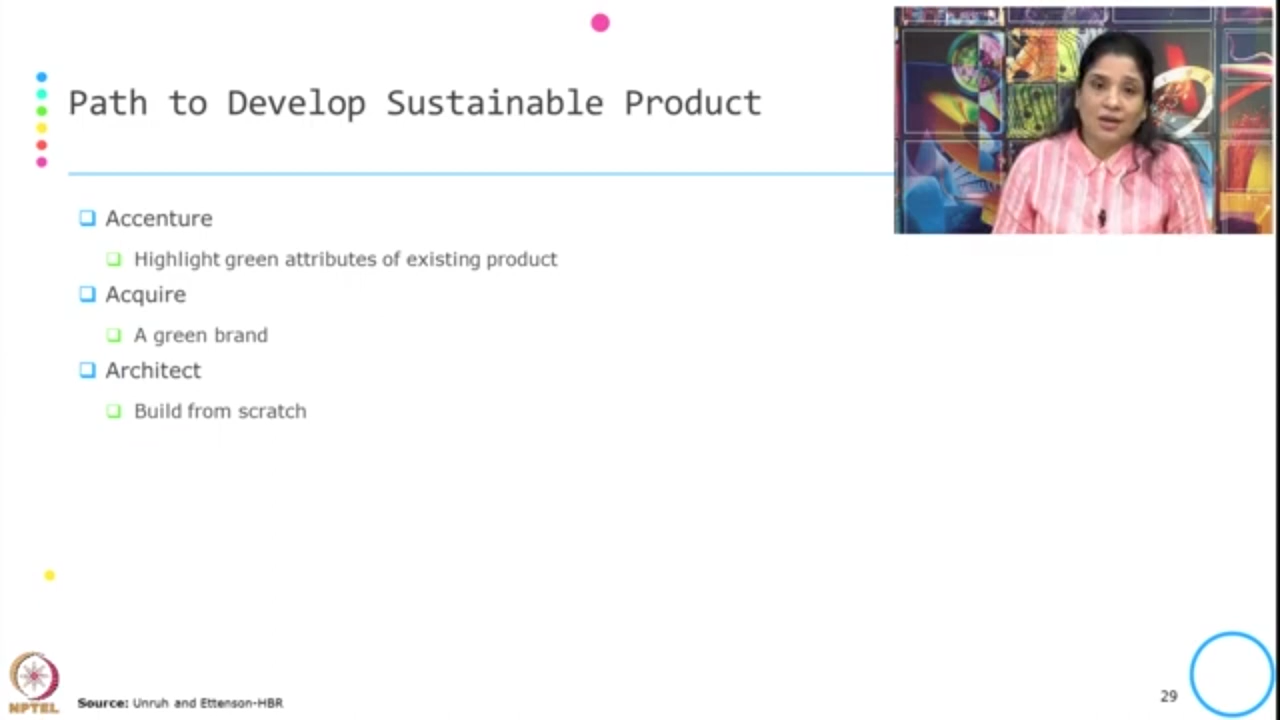 Path to Develop Sustainable Product
Accenture
Highlight green attributes of existing product
Acquire
A green brand
Architect
Build from scratch
NPTEL
Source: Unruh and Ettenson-HBR
29